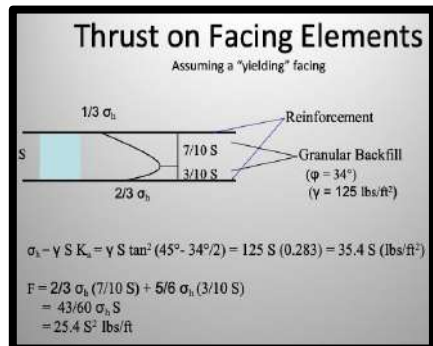 Thrust on Facing Elements
Assuming a "yielding" facing
1/3 σₕ
Reinforcement
S
7/10 S
Granular Backfill
3/10 S
(φ = 34°)
2/3 σₕ
(γ = 125 lbs/ft²)
σₕ = γ S Kₐ = γ S tan² (45°- 34°/2) = 125 S (0.283) = 35.4 S (lbs/ft²)
F = 2/3 σₕ (7/10 S) + 5/6 σₕ (3/10 S)
= 43/60 σₕ S
= 25.4 S² lbs/ft